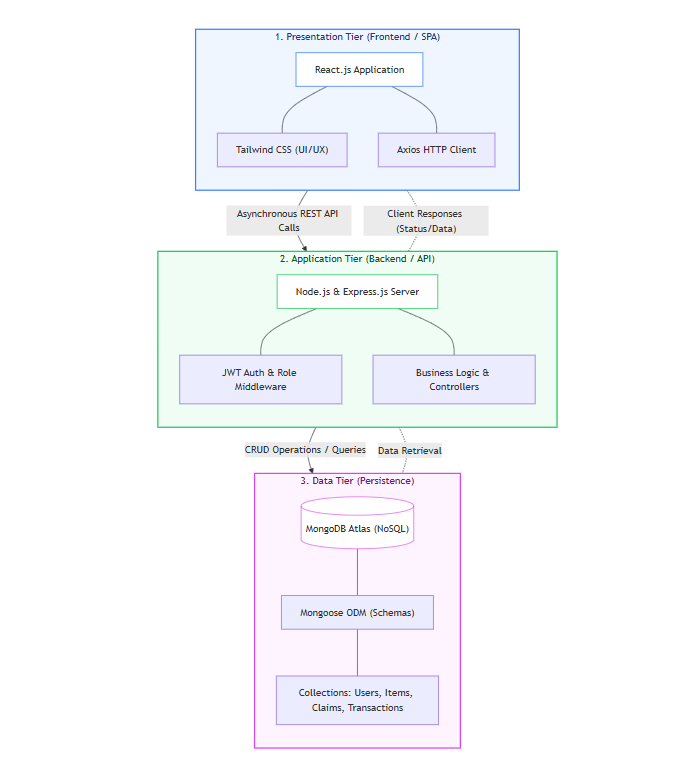 1. Presentation Tier (Frontend / SPA)
React.js Application
Tailwind CSS (UI/UX)
Axios HTTP Client
Asynchronous REST API
Calls
Client Responses
(Status/Data)
2. Application Tier (Backend / API)
Node.js & Express.js Server
JWT Auth & Role
Middleware
Business Logic &
Controllers
CRUD Operations / Queries
Data Retrieval
3. Data Tier (Persistence)
MongoDB Atlas (NoSQL)
Mongoose ODM (Schemas)
Collections: Users, Items,
Claims, Transactions